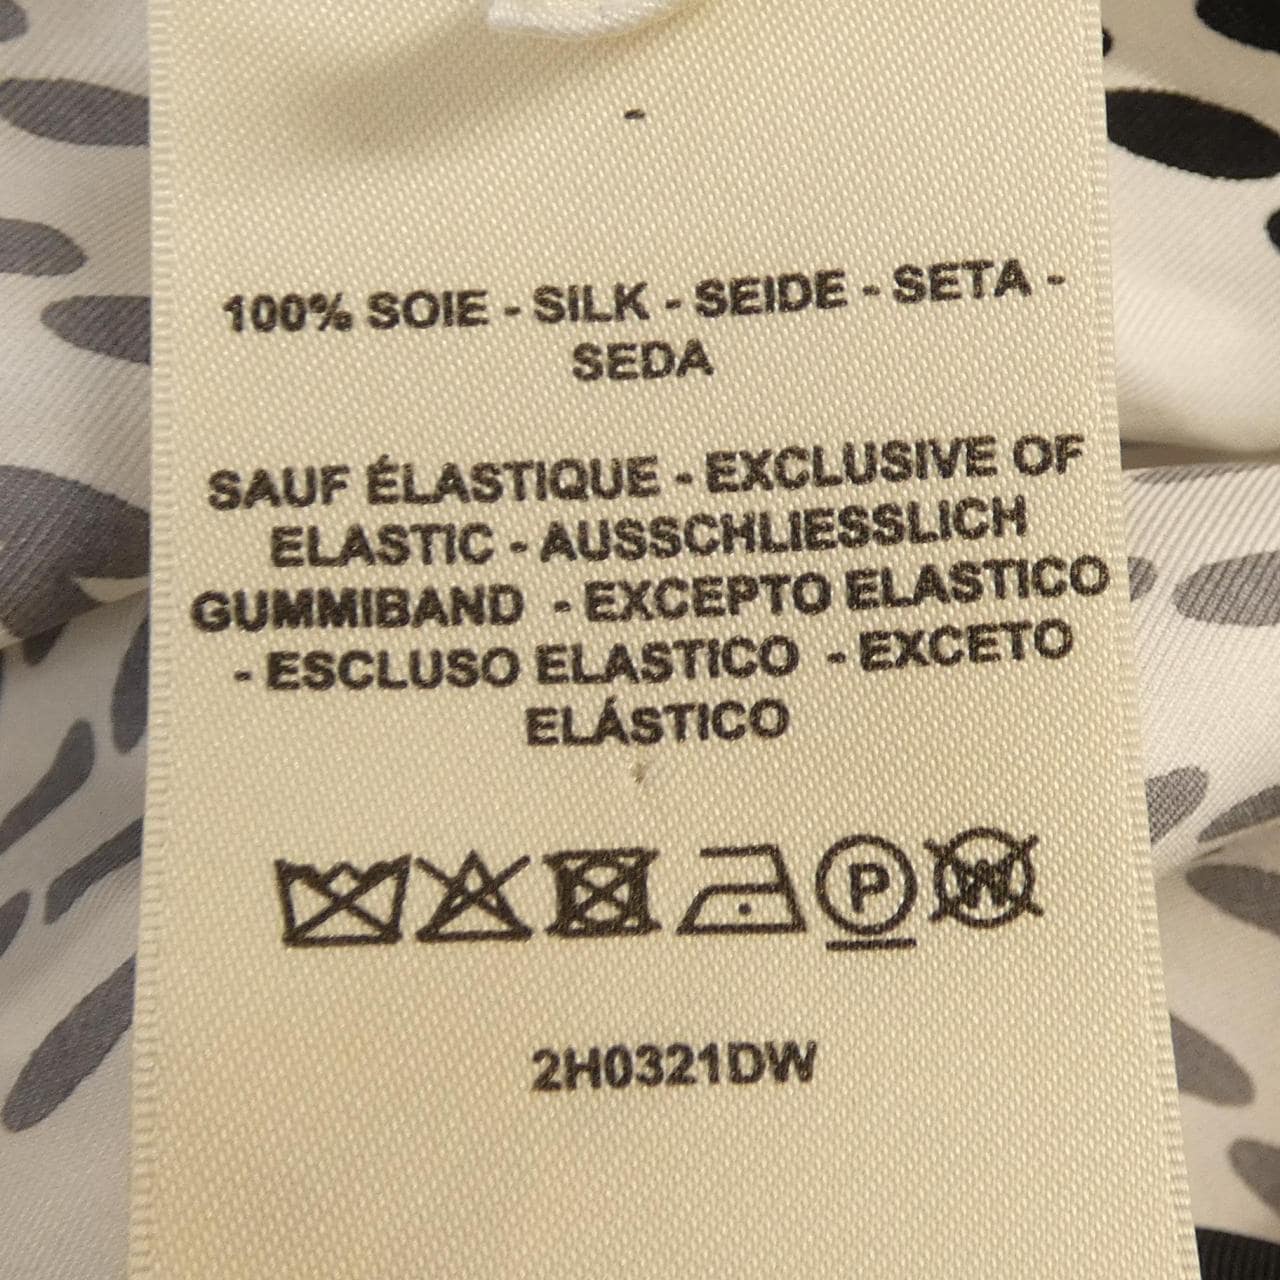 100% SOIE - SILK - SEIDE - SETA -
SEDA
SAUF ÉLASTIQUE - EXCLUSIVE OF
ELASTIC - AUSSCHLIESSLICH
GUMMIBAND - EXCEPTO ELASTICO
- ESCLUSO ELASTICO - EXCETO
ELÁSTICO
P W
2H0321DW